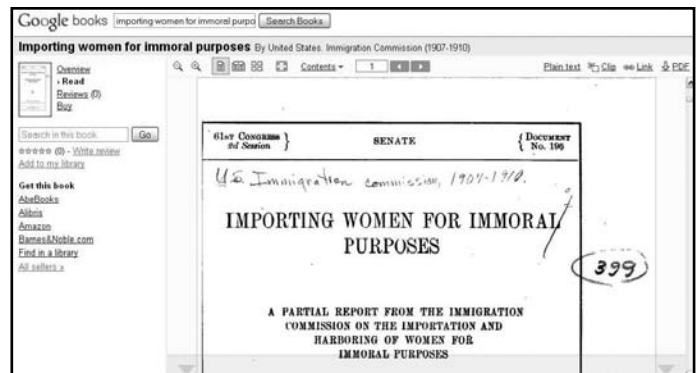 Google books importing women for immoral purpo Search Books
Importing women for immoral purposes By United States. Immigration Commission (1907-1910)
Overview
› Read
Reviews (0)
Buy
Search in this book Go
(0) - Write review
Add to my library
Get this book
AbeBooks
Alibris
Amazon
Barnes&Noble.com
Find in a library
All sellers »
Contents 1 Plain text Clip Link PDF
61st Congress
2d Session
SENATE
Document
No. 196
U.S. Immigration commission, 1907-1910.
IMPORTING WOMEN FOR IMMORAL
PURPOSES
399
A PARTIAL REPORT FROM THE IMMIGRATION
COMMISSION ON THE IMPORTATION AND
HARBORING OF WOMEN FOR
IMMORAL PURPOSES